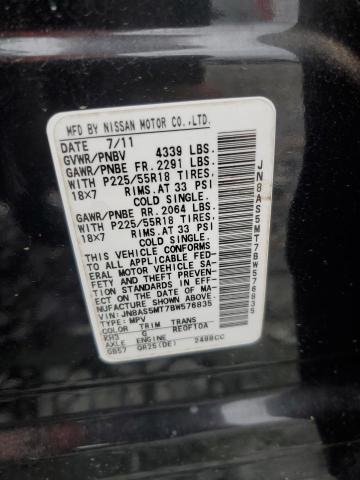 MFD BY NISSAN MOTOR CO.,LTD.
DATE 7/11
GVWR/PNBV 4339 LBS.
GAWR/PNBE FR. 2291 LBS.
WITH P225/55R18 TIRES,
18X7 RIMS, AT 33 PSI
COLD SINGLE.
GAWR/PNBE RR. 2064 LBS.
WITH P225/55R18 TIRES,
18X7 RIMS, AT 33 PSI
COLD SINGLE.
THIS VEHICLE CONFORMS
TO ALL APPLICABLE FED-
ERAL MOTOR VEHICLE SA-
FETY AND THEFT PREVEN-
TION STANDARDS IN EFF-
ECT ON THE DATE OF MA-
NUFACTURE SHOWN ABOVE.
VIN: JN8AS5MT7BW576835
TYPE: MPV
COLOR TRIM TRANS
KH3 G RE0F10A
AXLE ENGINE
GB57 QR25(DE) 2488CC
JN8AS5MT7BW576835